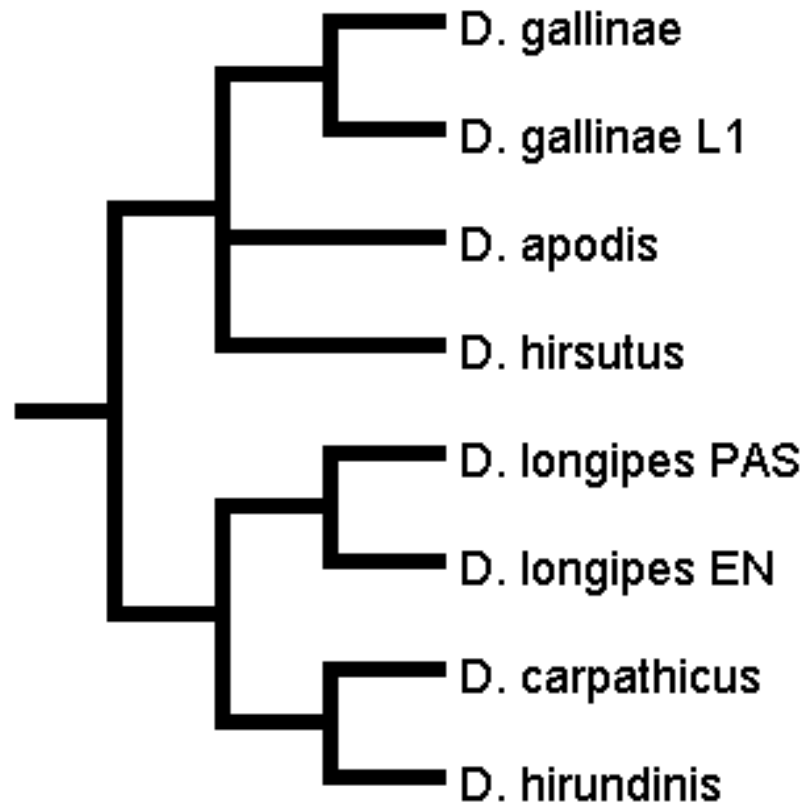 D. gallinae
D. gallinae L1
D. apodis
D. hirsutus
D. longipes PAS
D. longipes EN
D. carpathicus
D. hirundinis